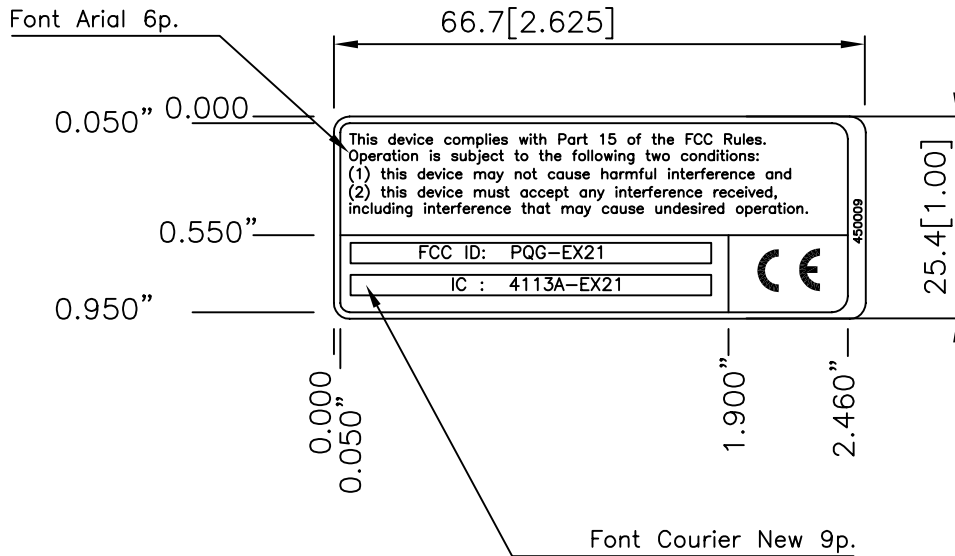 Font Arial 6p.
66.7[2.625]
0.050” 0.000
This device complies with Part 15 of the FCC Rules.
Operation is subject to the following two conditions:
(1) this device may not cause harmful interference and
(2) this device must accept any interference received,
including interference that may cause undesired operation.
450009
25.4[1.00]
0.550”
FCC ID: PQG-EX21
IC : 4113A-EX21
CE
0.950”
0.000
0.050”
1.900”
2.460”
Font Courier New 9p.